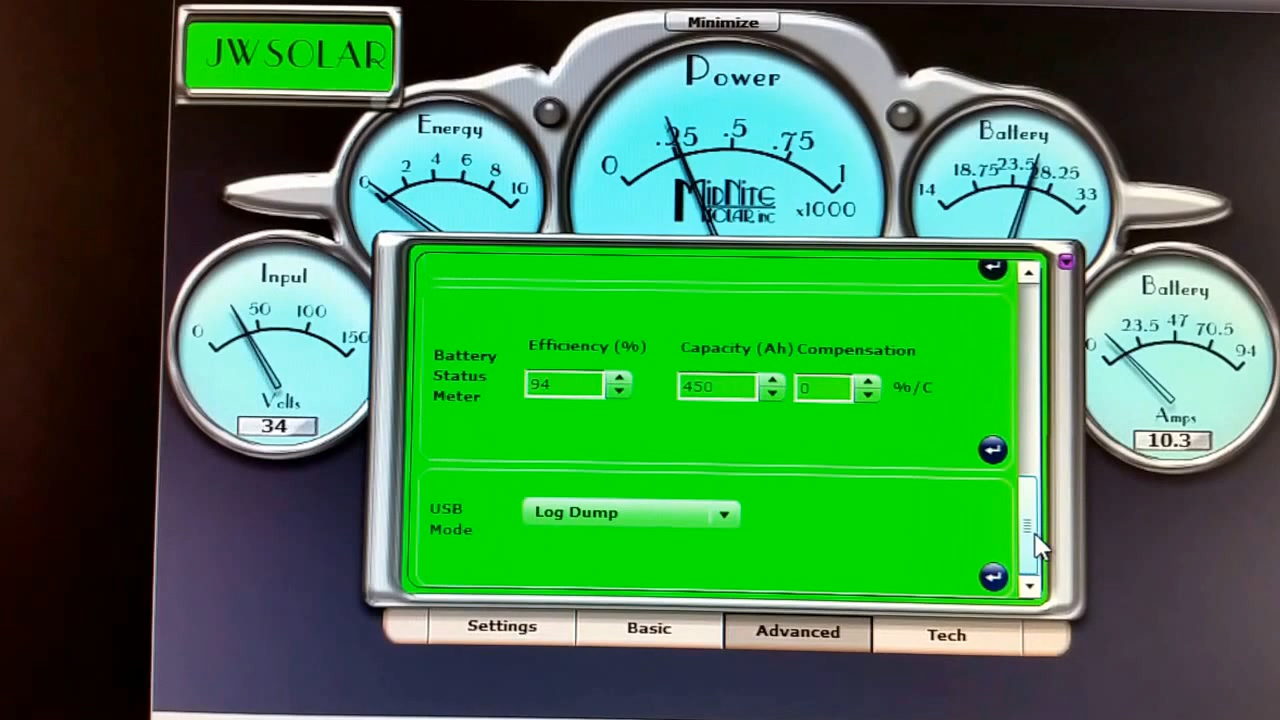 Minimize
JWSOLAR
Power
0 .25 .5 .75 1
MidNite
SOLAR INC
x1000
Energy
0 2 4 6 8 10
Battery
14 18.75 23.5 28.25 33
Input
0 50 100 150
Volts
34
Battery
0 23.5 47 70.5 94
Amps
10.3
Battery
Status
Meter
Efficiency (%) Capacity (Ah) Compensation
94 450 0 %/C
USB
Mode
Log Dump
Settings Basic Advanced Tech